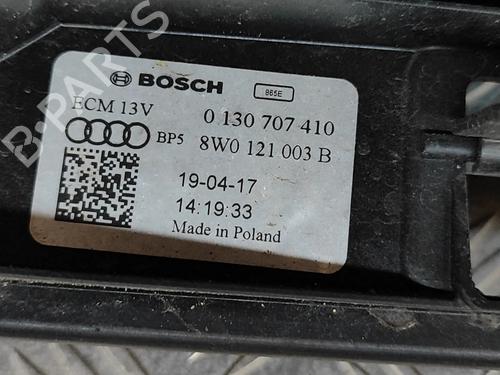 B-PARTS
BOSCH 865E
ECM 13V 0 130 707 410
BP5 8W0 121 003 B
19-04-17
14:19:33
Made in Poland